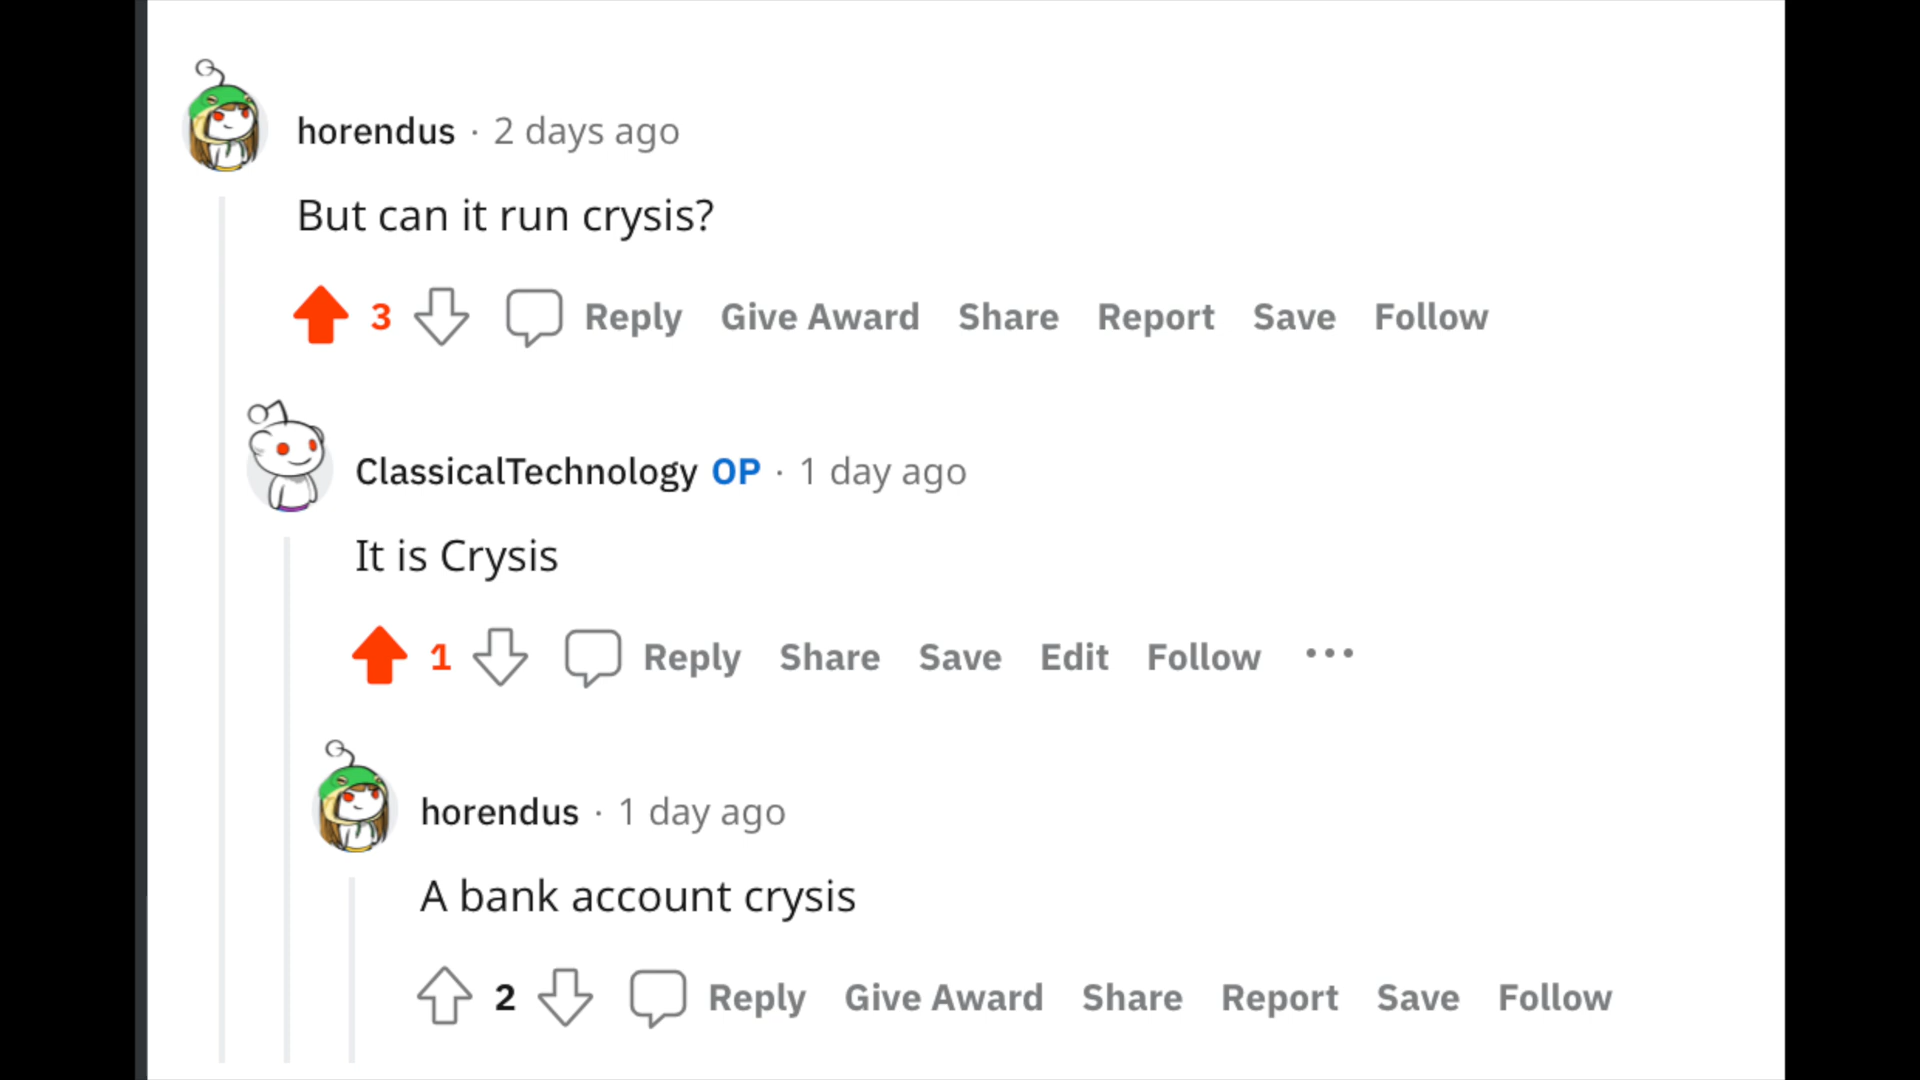 horendus · 2 days ago
But can it run crysis?
3 Reply Give Award Share Report Save Follow
ClassicalTechnology OP · 1 day ago
It is Crysis
1 Reply Share Save Edit Follow ...
horendus · 1 day ago
A bank account crysis
2 Reply Give Award Share Report Save Follow